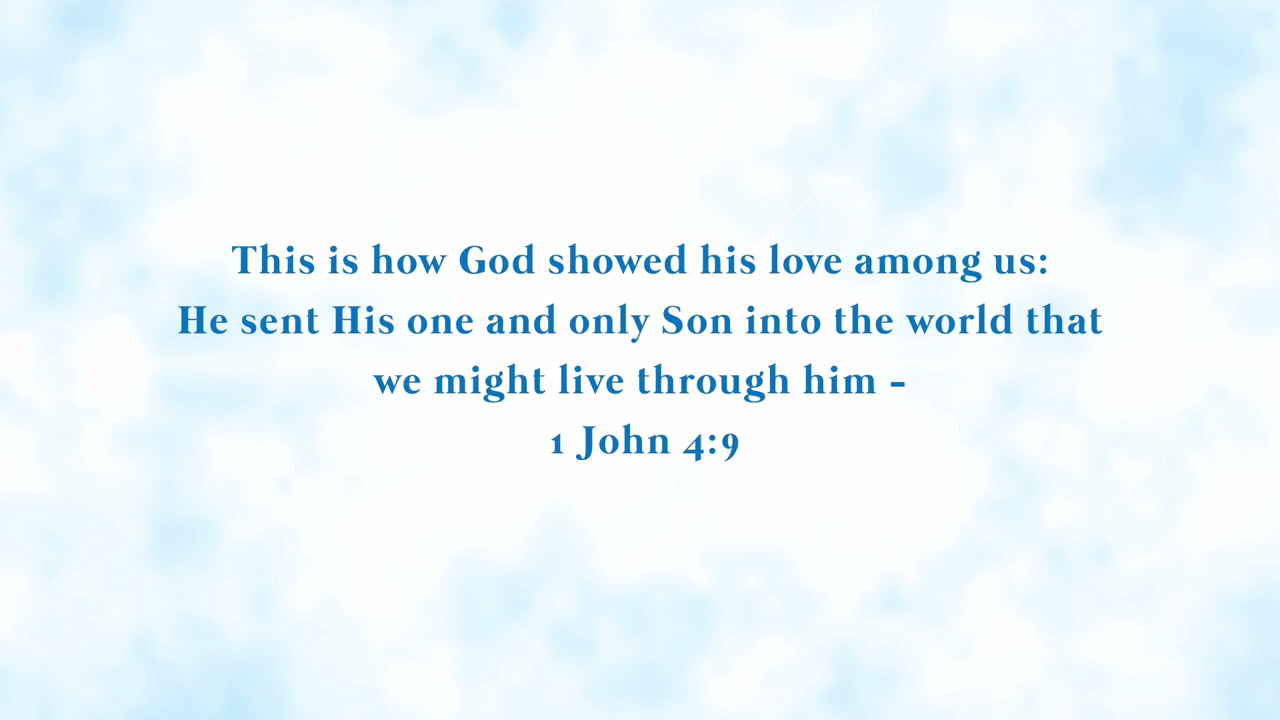 This is how God showed his love among us:
He sent His one and only Son into the world that
we might live through him -
1 John 4:9